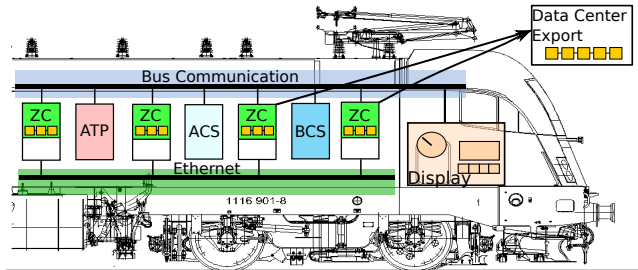 Data Center
Export
Bus Communication
ZC
ATP
ZC
ACS
ZC
BCS
ZC
Ethernet
Display
1116 901-8